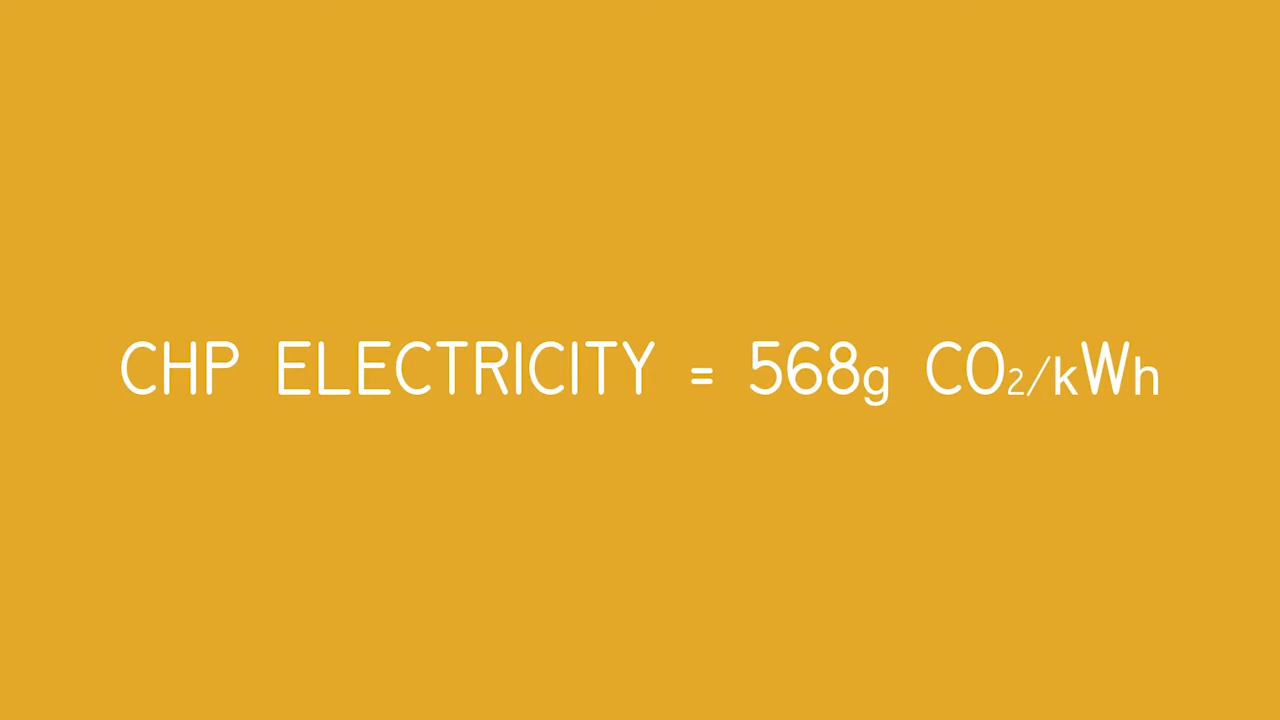 CHP ELECTRICITY = 568g CO₂/kWh